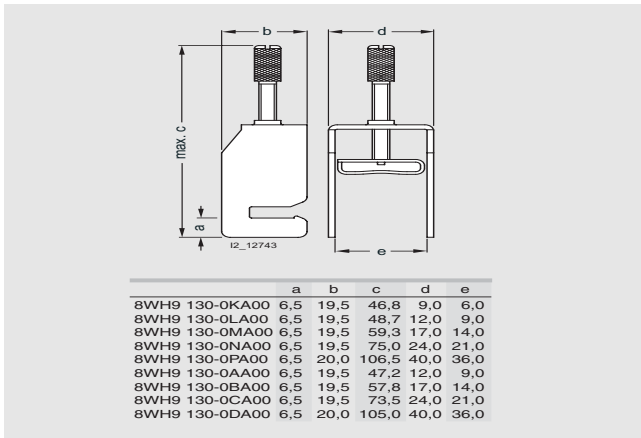 b
d
max. c
a
e
I2_12743
a b c d e
8WH9 130-0KA00 6,5 19,5 46,8 9,0 6,0
8WH9 130-0LA00 6,5 19,5 48,7 12,0 9,0
8WH9 130-0MA00 6,5 19,5 59,3 17,0 14,0
8WH9 130-0NA00 6,5 19,5 75,0 24,0 21,0
8WH9 130-0PA00 6,5 20,0 106,5 40,0 36,0
8WH9 130-0AA00 6,5 19,5 47,2 12,0 9,0
8WH9 130-0BA00 6,5 19,5 57,8 17,0 14,0
8WH9 130-0CA00 6,5 19,5 73,5 24,0 21,0
8WH9 130-0DA00 6,5 20,0 105,0 40,0 36,0